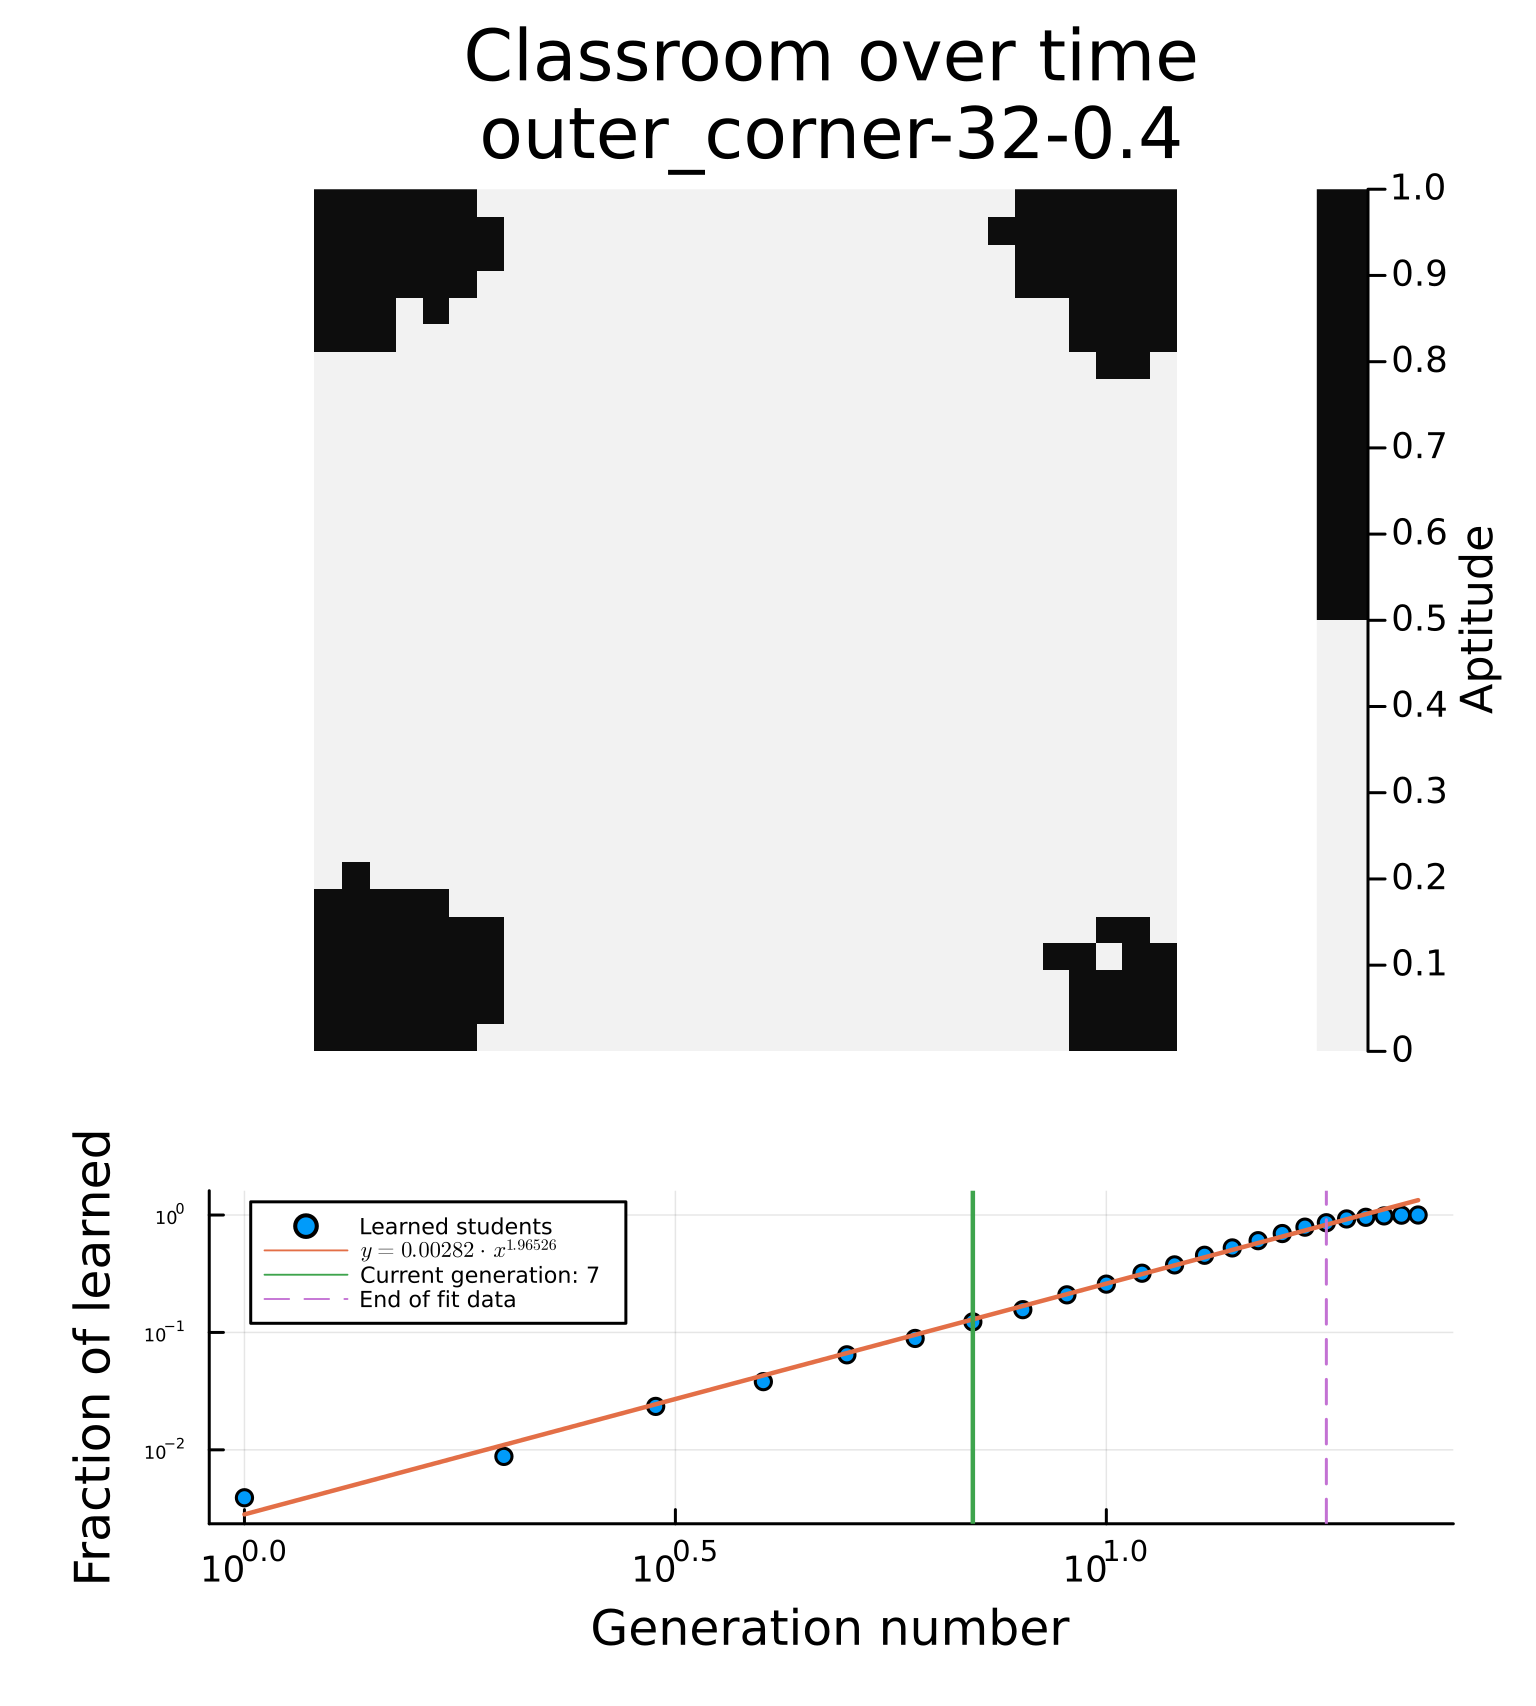 Classroom over time
outer_corner-32-0.4
1.0
0.9
0.8
0.7
0.6
0.5
0.4
0.3
0.2
0.1
0
Aptitude
Fraction of learned
10⁰
10⁻¹
10⁻²
Learned students
y = 0.00282 · x^1.96526
Current generation: 7
End of fit data
10^0.0
10^0.5
10^1.0
Generation number